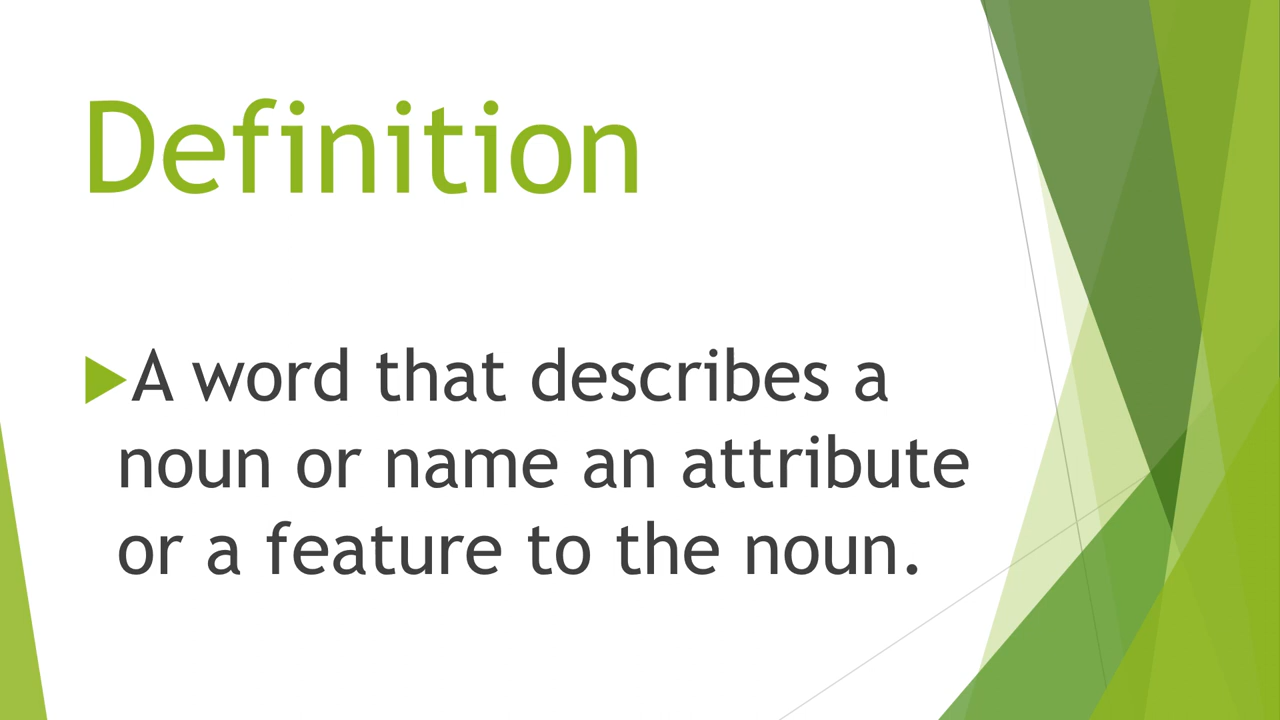 Definition
A word that describes a
noun or name an attribute
or a feature to the noun.